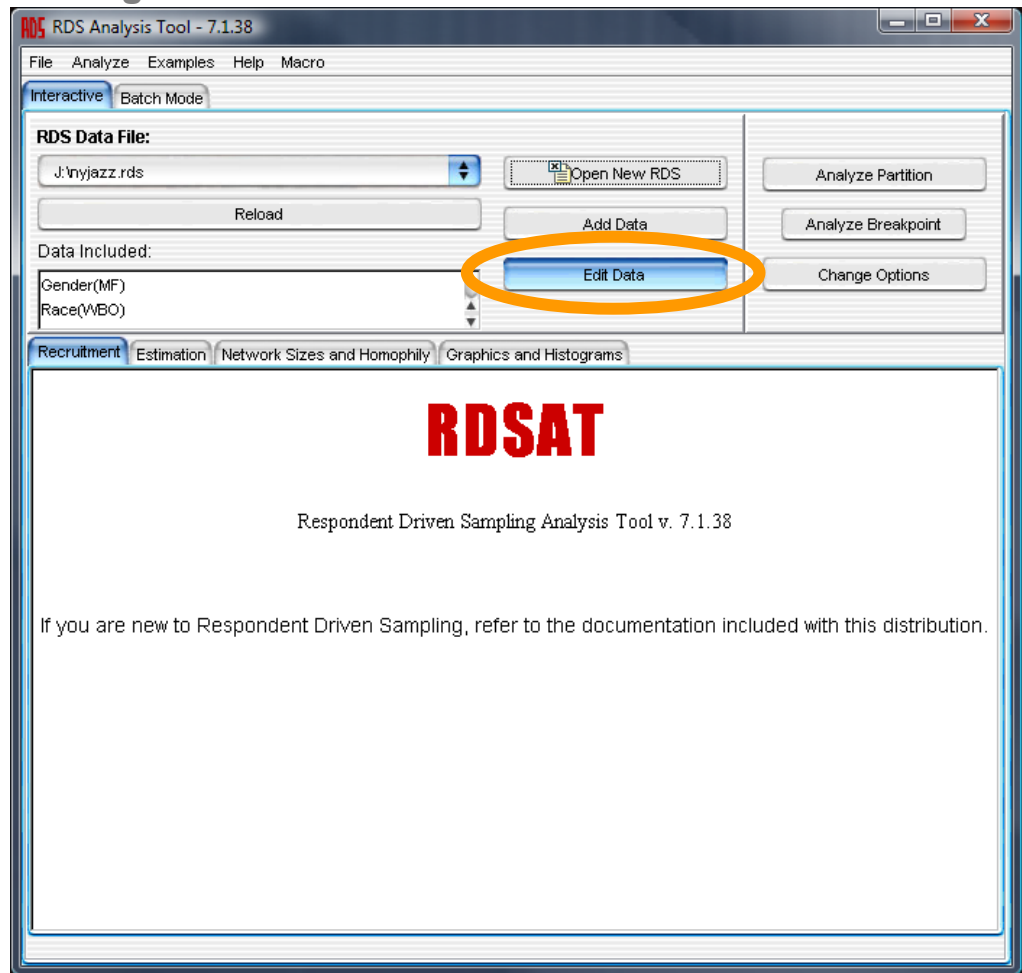 RDS RDS Analysis Tool - 7.1.38
File Analyze Examples Help Macro
Interactive Batch Mode
RDS Data File:
J:\nyjazz.rds
Open New RDS
Analyze Partition
Reload
Add Data
Analyze Breakpoint
Data Included:
Edit Data
Change Options
Gender(MF)
Race(WBO)
Recruitment Estimation Network Sizes and Homophily Graphics and Histograms
RDSAT
Respondent Driven Sampling Analysis Tool v. 7.1.38
If you are new to Respondent Driven Sampling, refer to the documentation included with this distribution.